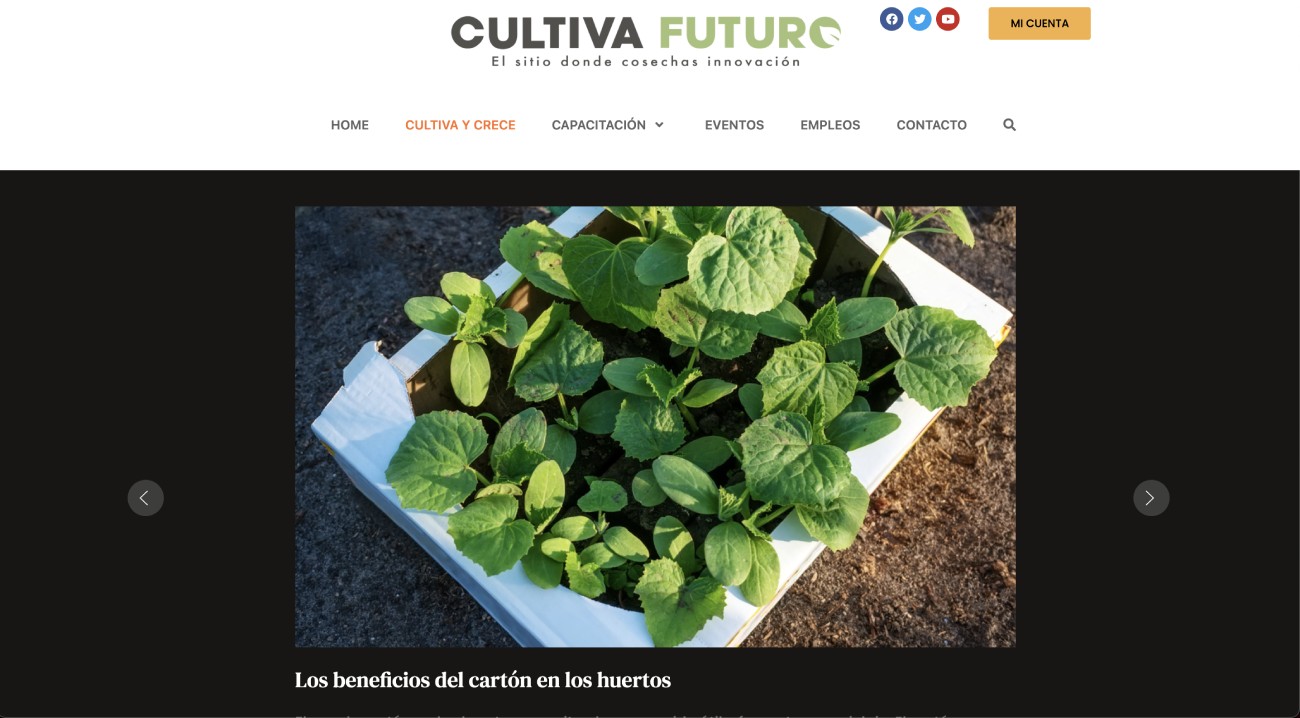 CULTIVA FUTURO
El sitio donde cosechas innovación
MI CUENTA
HOME CULTIVA Y CRECE CAPACITACIÓN EVENTOS EMPLEOS CONTACTO
Los beneficios del cartón en los huertos